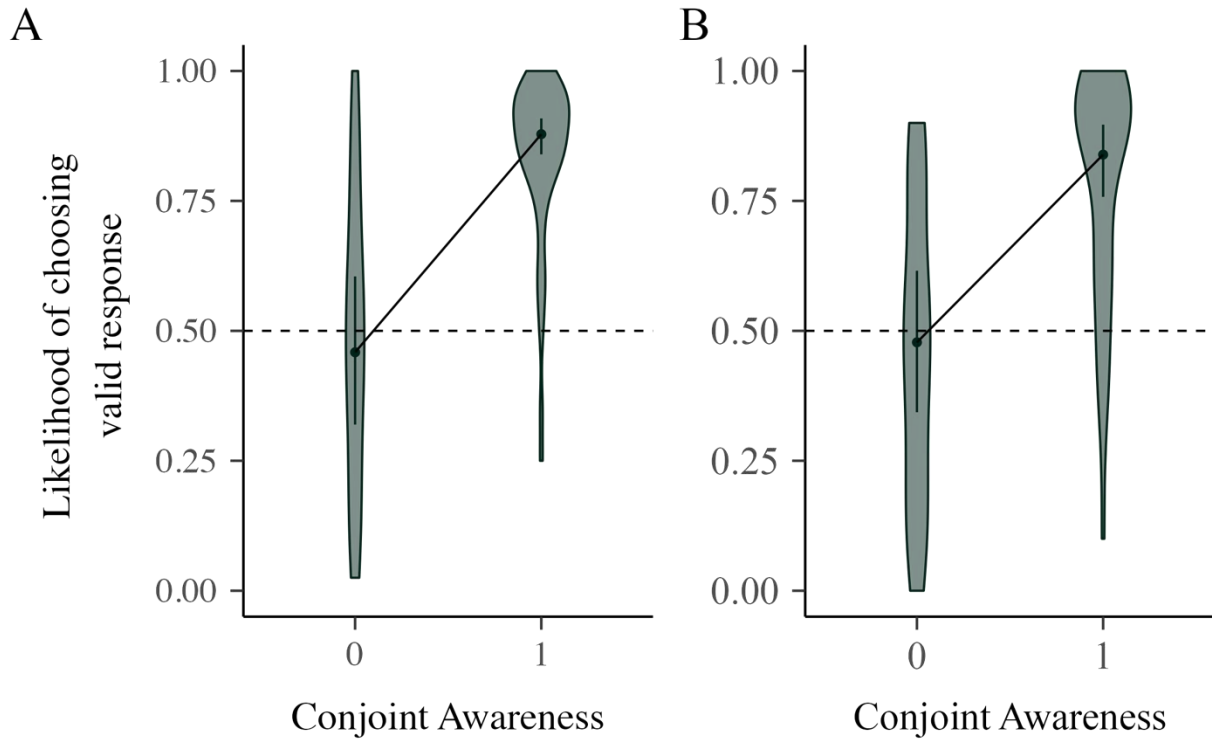 A
B
Likelihood of choosing
valid response
1.00
0.75
0.50
0.25
0.00
0
1
Conjoint Awareness
1.00
0.75
0.50
0.25
0.00
0
1
Conjoint Awareness